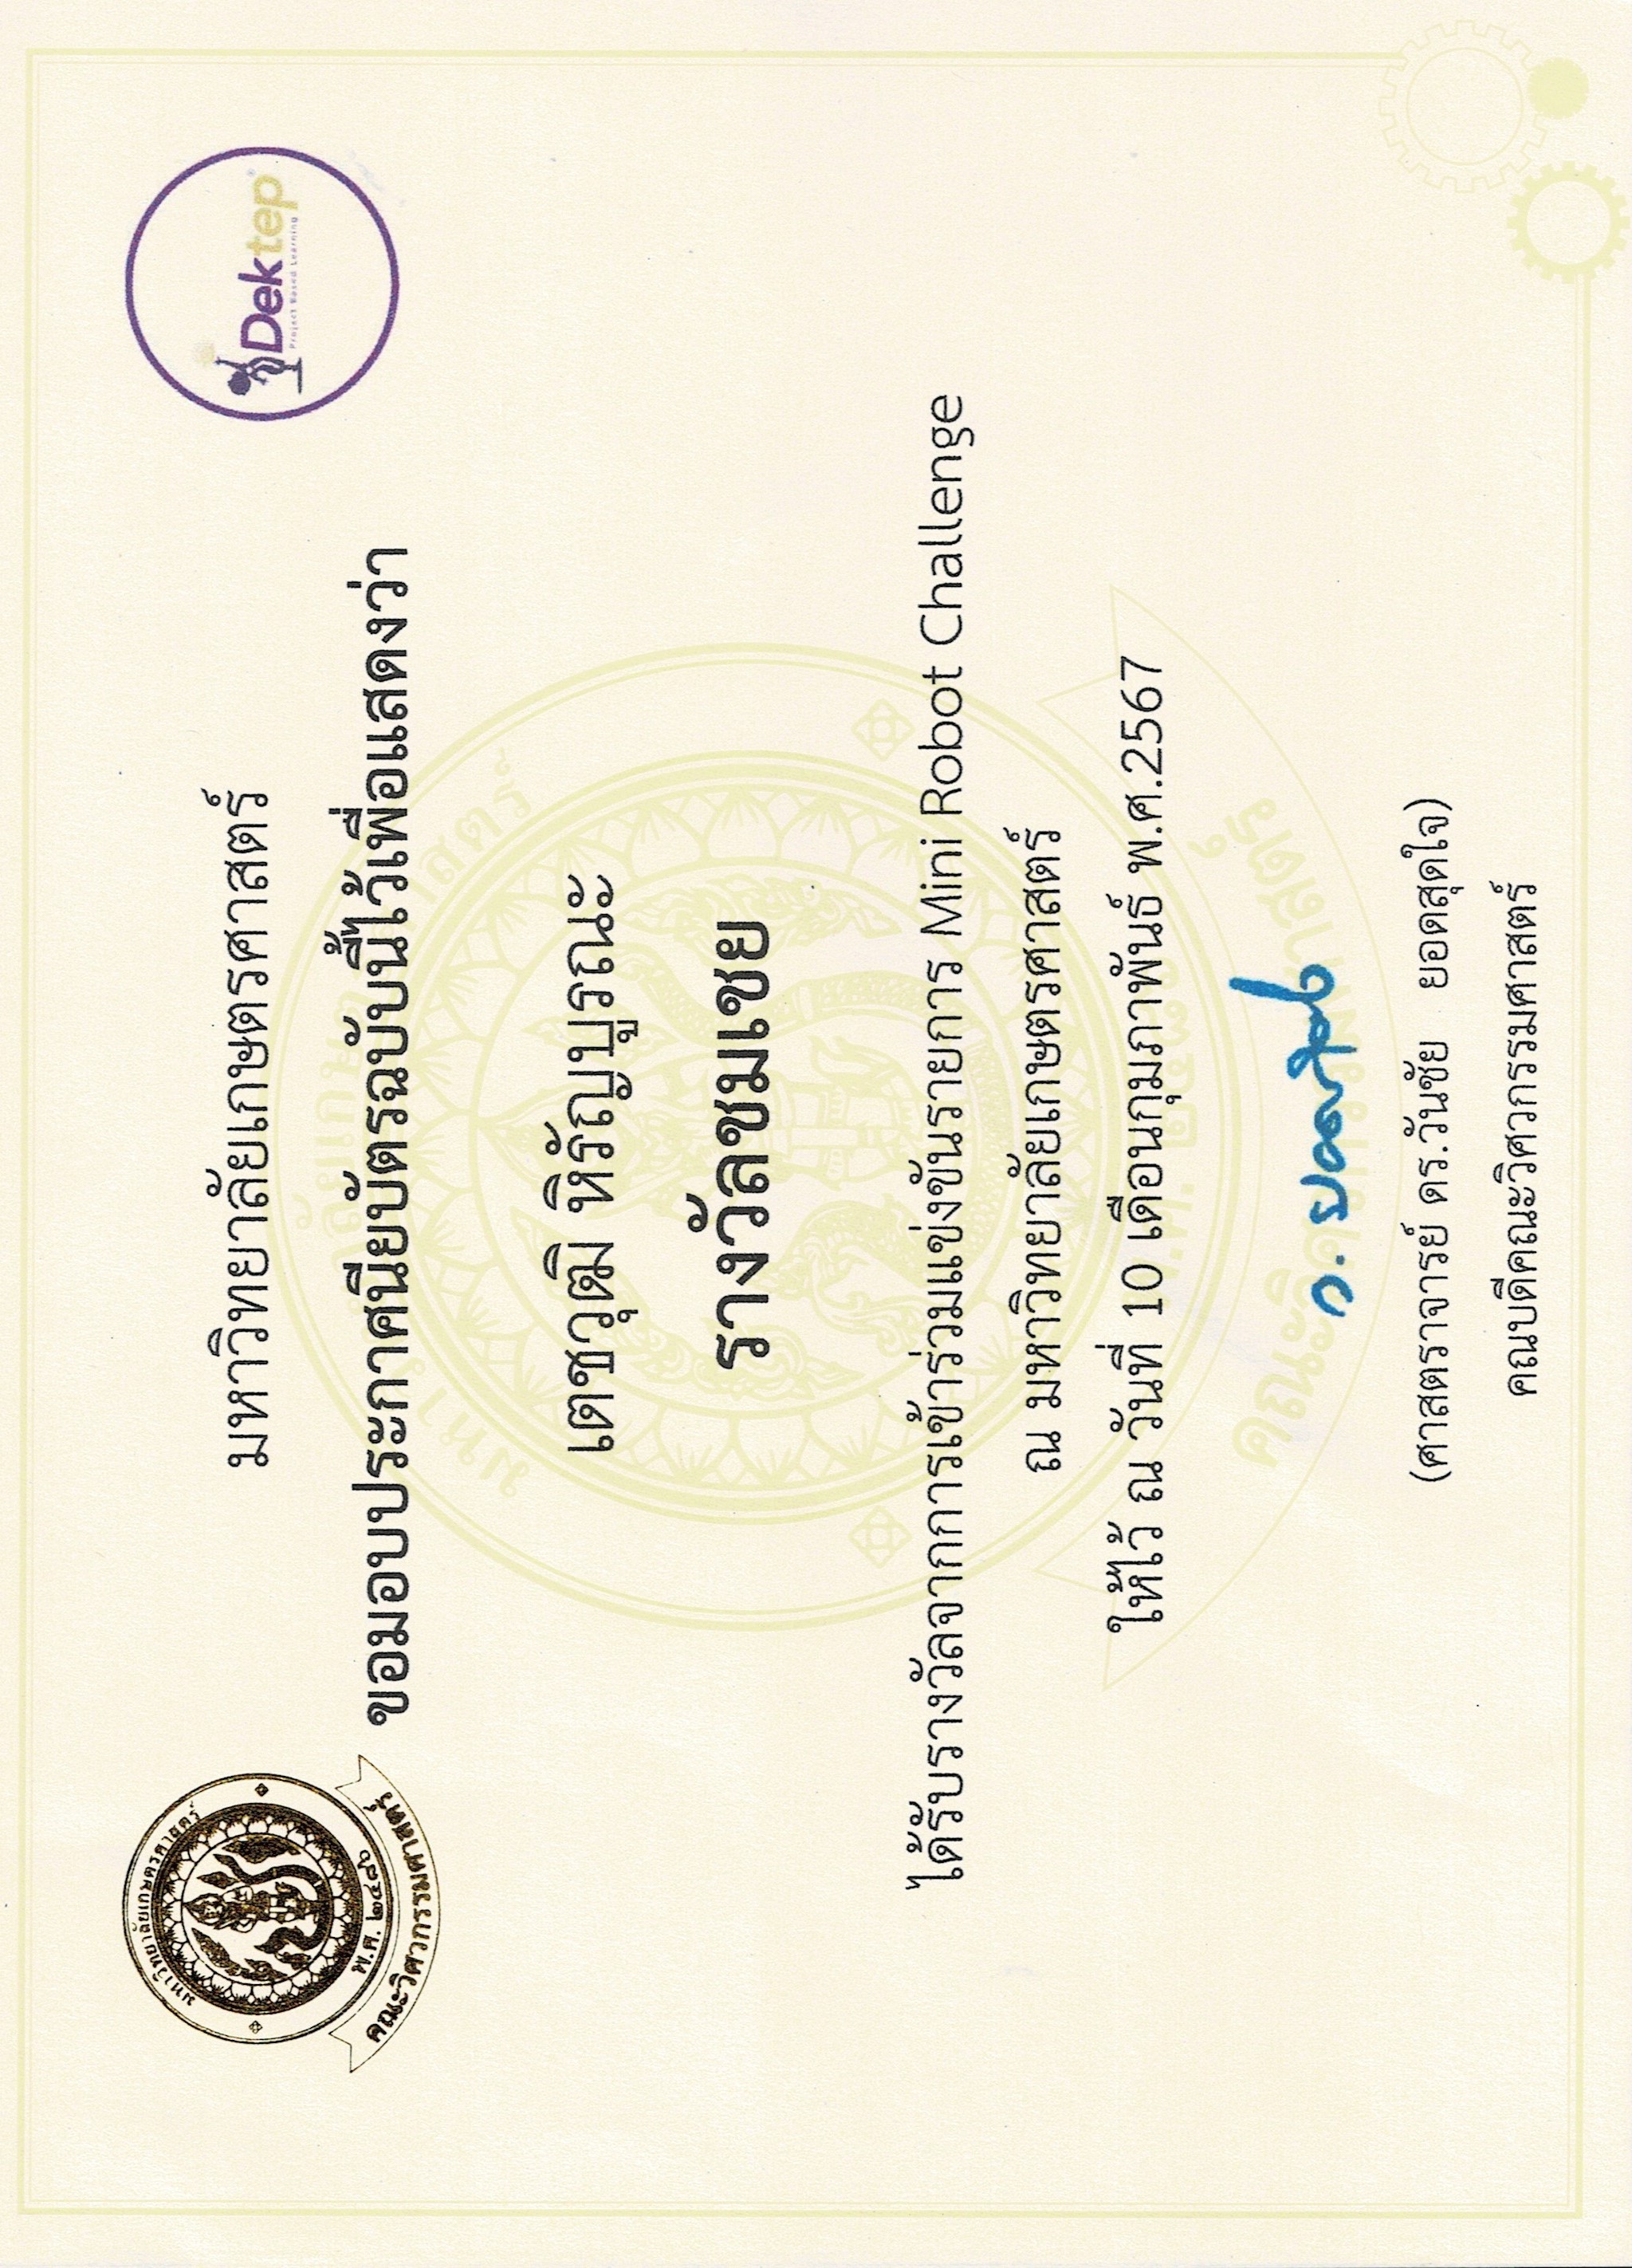 มหาวิทยาลัยเกษตรศาสตร์
พ.ศ. ๒๔๘๖
คณะวิศวกรรมศาสตร์
Dektep
Project Based Learning
มหาวิทยาลัยเกษตรศาสตร์
ขอมอบประกาศนียบัตรฉบับนี้ไว้เพื่อแสดงว่า
เตชวุฒิ หิรัญบูรณะ
รางวัลชมเชย
ได้รับรางวัลจากการเข้าร่วมแข่งขันรายการ Mini Robot Challenge
ณ มหาวิทยาลัยเกษตรศาสตร์
ให้ไว้ ณ วันที่ 10 เดือนกุมภาพันธ์ พ.ศ.2567
ว. ยอดสุดใจ
(ศาสตราจารย์ ดร.วันชัย ยอดสุดใจ)
คณบดีคณะวิศวกรรมศาสตร์